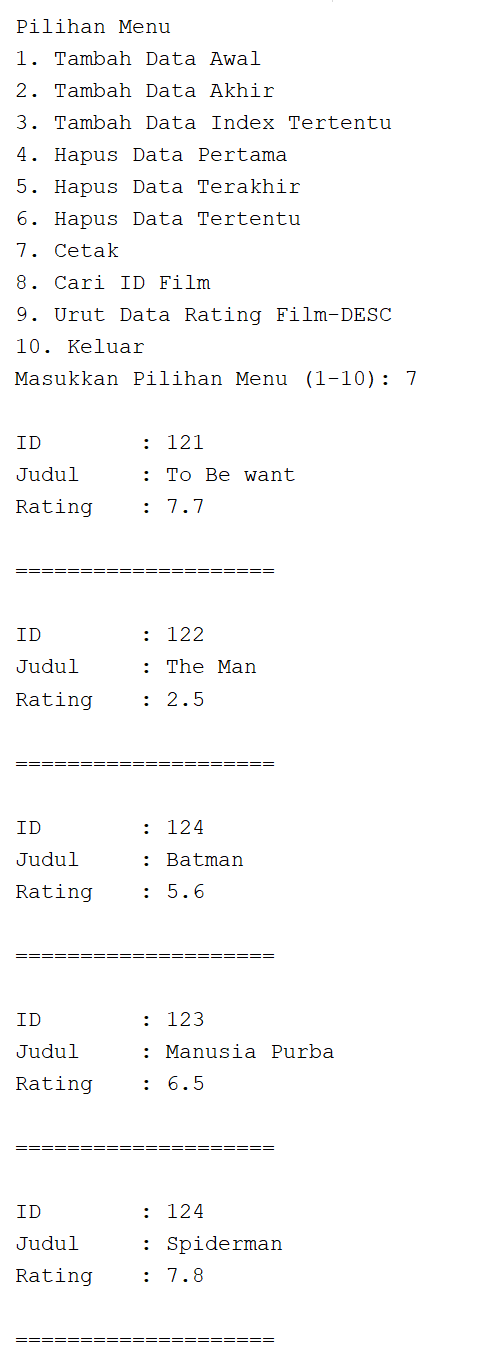 Pilihan Menu
1. Tambah Data Awal
2. Tambah Data Akhir
3. Tambah Data Index Tertentu
4. Hapus Data Pertama
5. Hapus Data Terakhir
6. Hapus Data Tertentu
7. Cetak
8. Cari ID Film
9. Urut Data Rating Film-DESC
10. Keluar
Masukkan Pilihan Menu (1-10): 7
ID : 121
Judul : To Be want
Rating : 7.7
====================
ID : 122
Judul : The Man
Rating : 2.5
====================
ID : 124
Judul : Batman
Rating : 5.6
====================
ID : 123
Judul : Manusia Purba
Rating : 6.5
====================
ID : 124
Judul : Spiderman
Rating : 7.8
====================